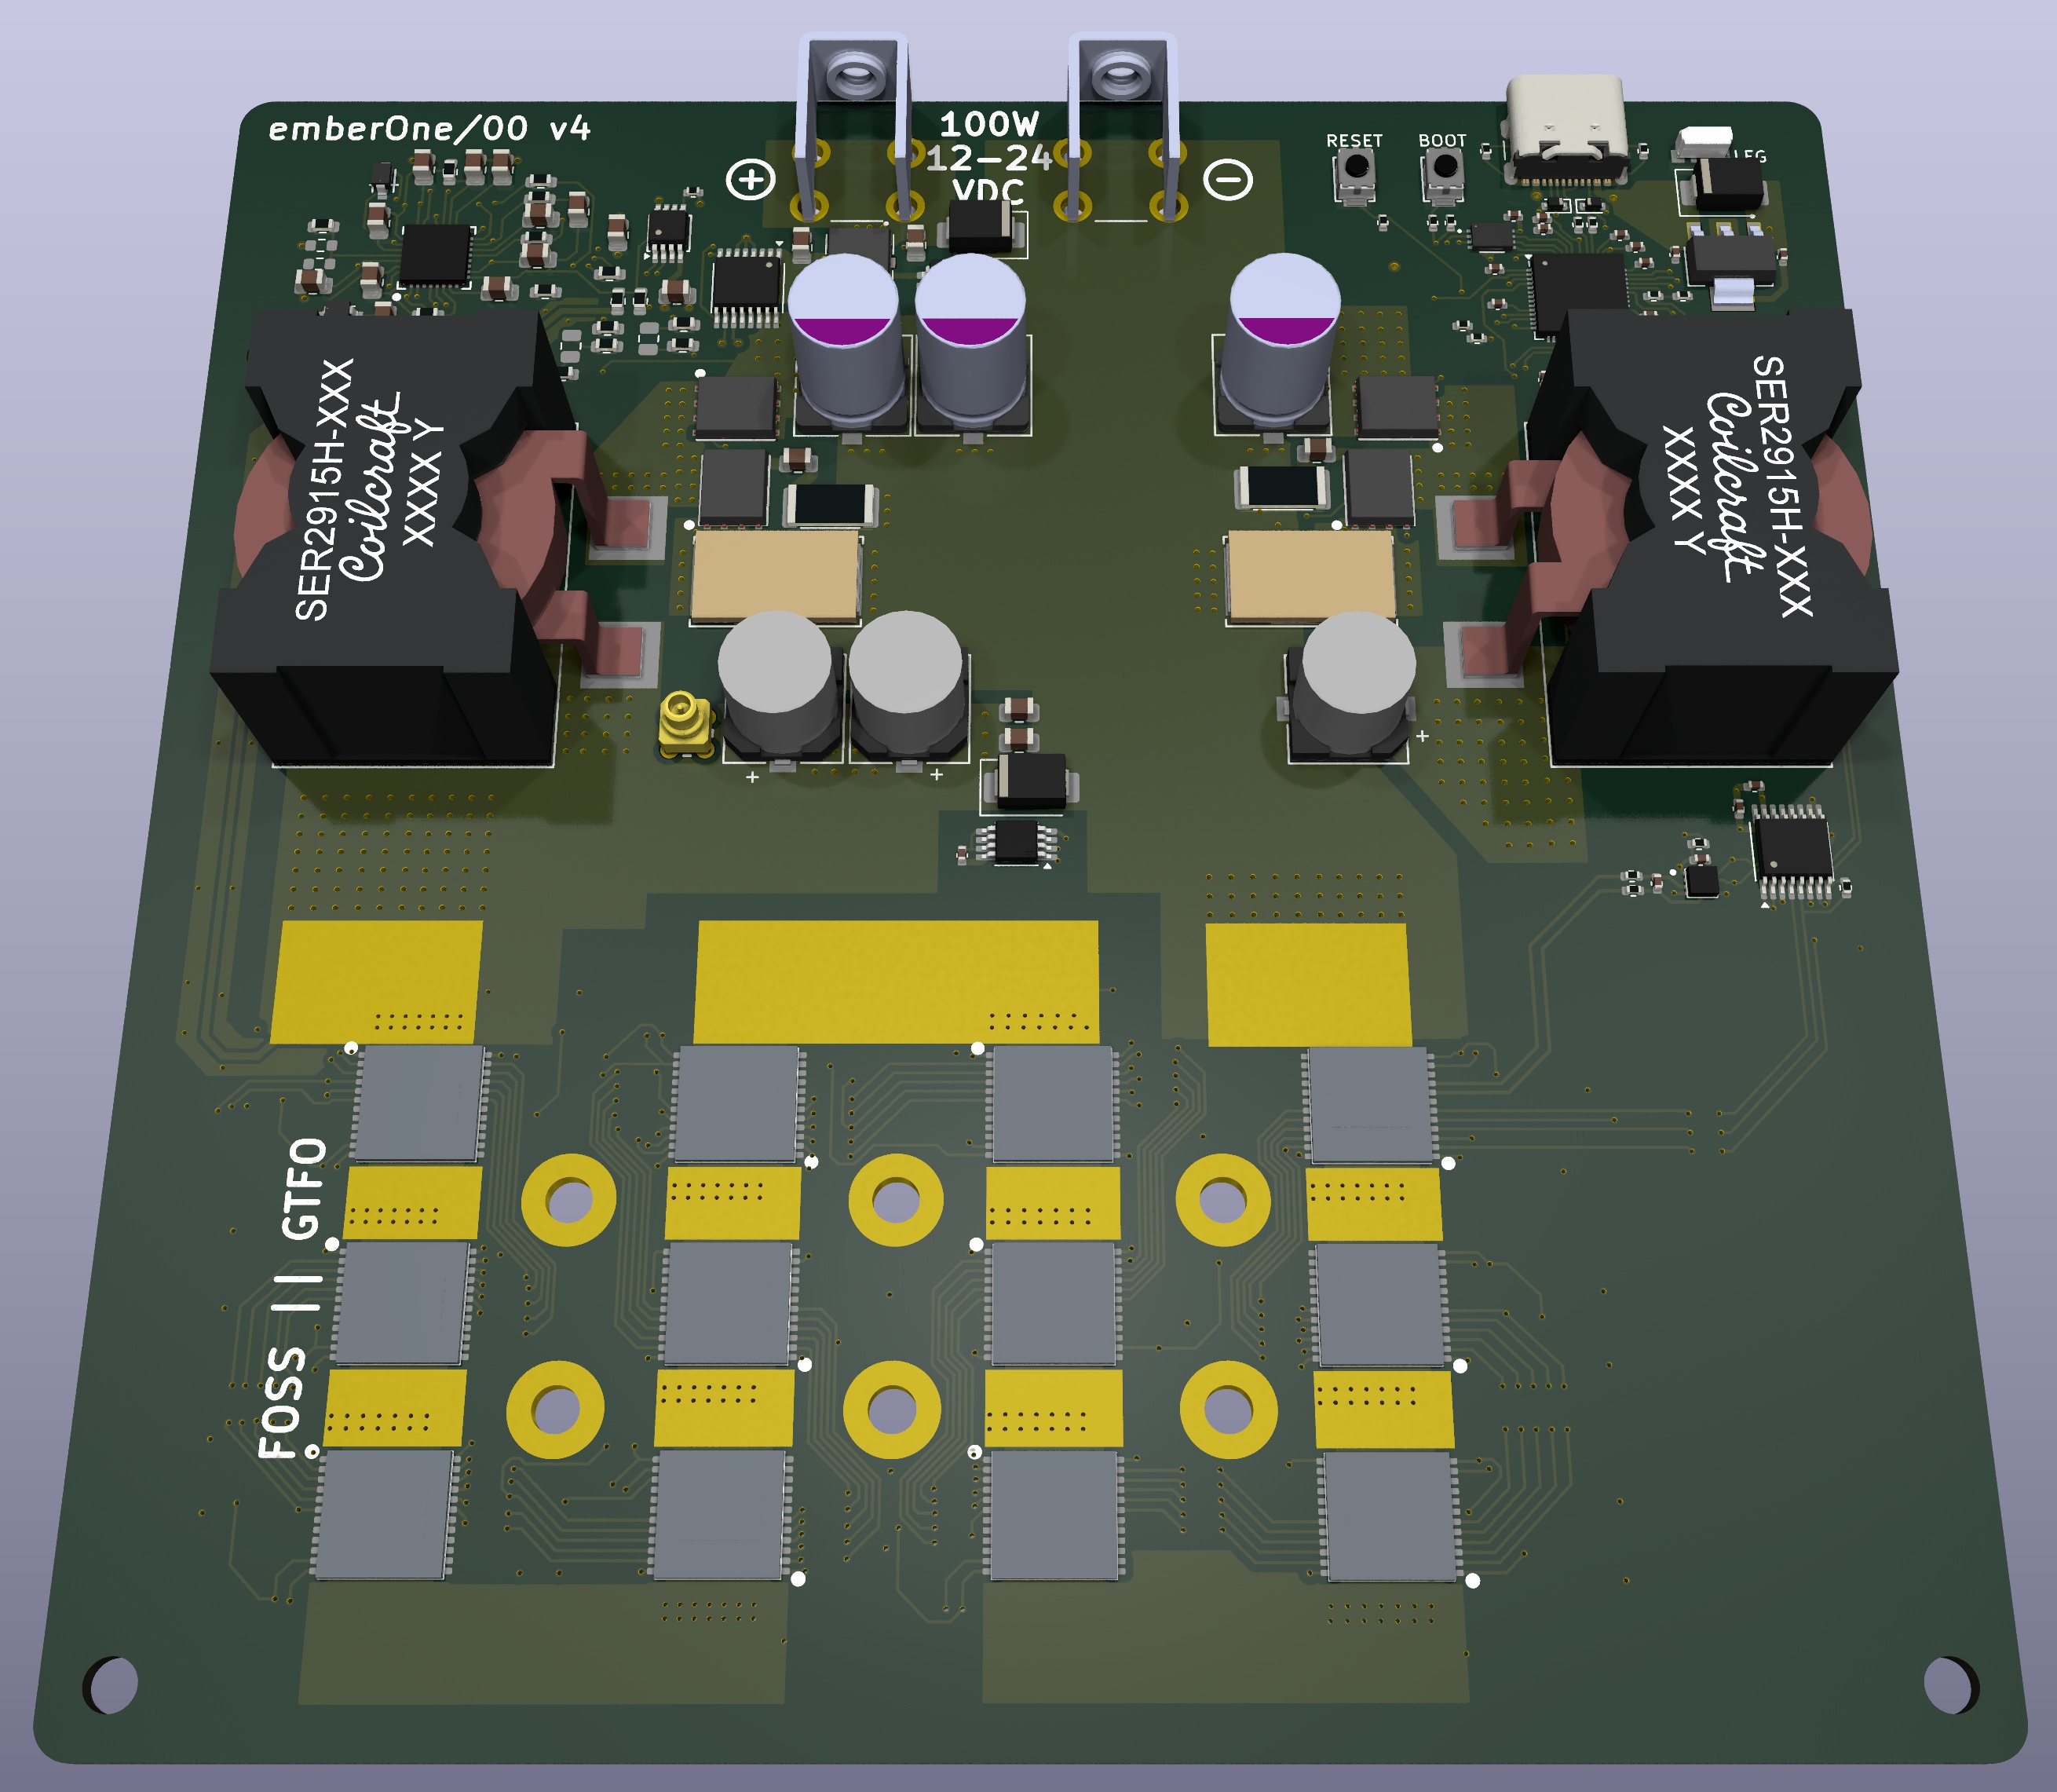 emberOne/00 v4
100W
12-24
VDC
+
−
RESET
BOOT
SER2915H-XXX
Coilcraft
XXXX Y
SER2915H-XXX
Coilcraft
XXXX Y
+
+
+
FOSS || GTFO